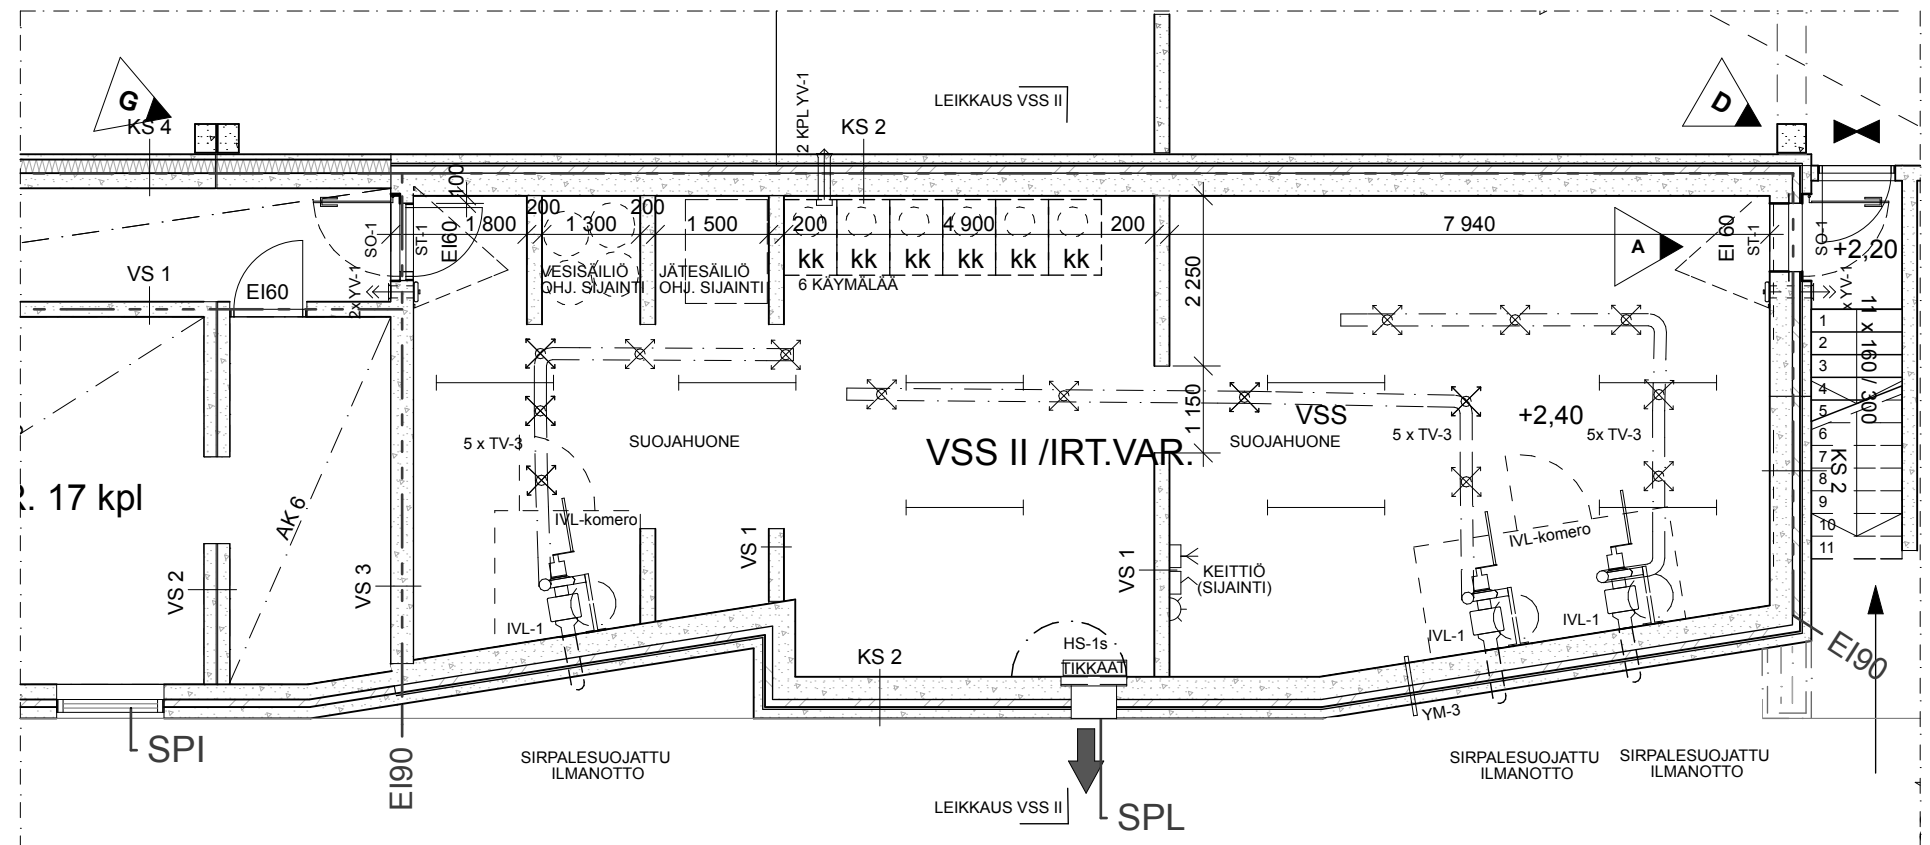 G
KS 4
2 KPL YV-1
LEIKKAUS VSS II
KS 2
D
100
200
200
1 800
1 300
1 500
200
4 900
200
7 940
SO-1
ST-1
EI60
kk
kk
kk
kk
kk
kk
A
EI 60
ST-1
SO-1
+2,20
VS 1
EI60
2x YV-1
VESISÄILIÖ
OHJ. SIJAINTI
JÄTESÄILIÖ
OHJ. SIJAINTI
6 KÄYMÄLÄÄ
2 250
x YV-1
11 x 160 / 300
1
2
3
4
5
6
7
8
9
10
11
KS 2
1 150
5 x TV-3
SUOJAHUONE
VSS II /IRT.VAR.
SUOJAHUONE
VSS
+2,40
5 x TV-3
5x TV-3
R. 17 kpl
AK 6
IVL-komero
IVL-komero
VS 2
VS 3
VS 1
VS 1
KEITTIÖ
(SIJAINTI)
IVL-1
HS-1s
TIKKAAT
IVL-1
IVL-1
KS 2
EI90
YM-3
SPI
EI90
SIRPALESUOJATTU
ILMANOTTO
SIRPALESUOJATTU
ILMANOTTO
SIRPALESUOJATTU
ILMANOTTO
LEIKKAUS VSS II
SPL